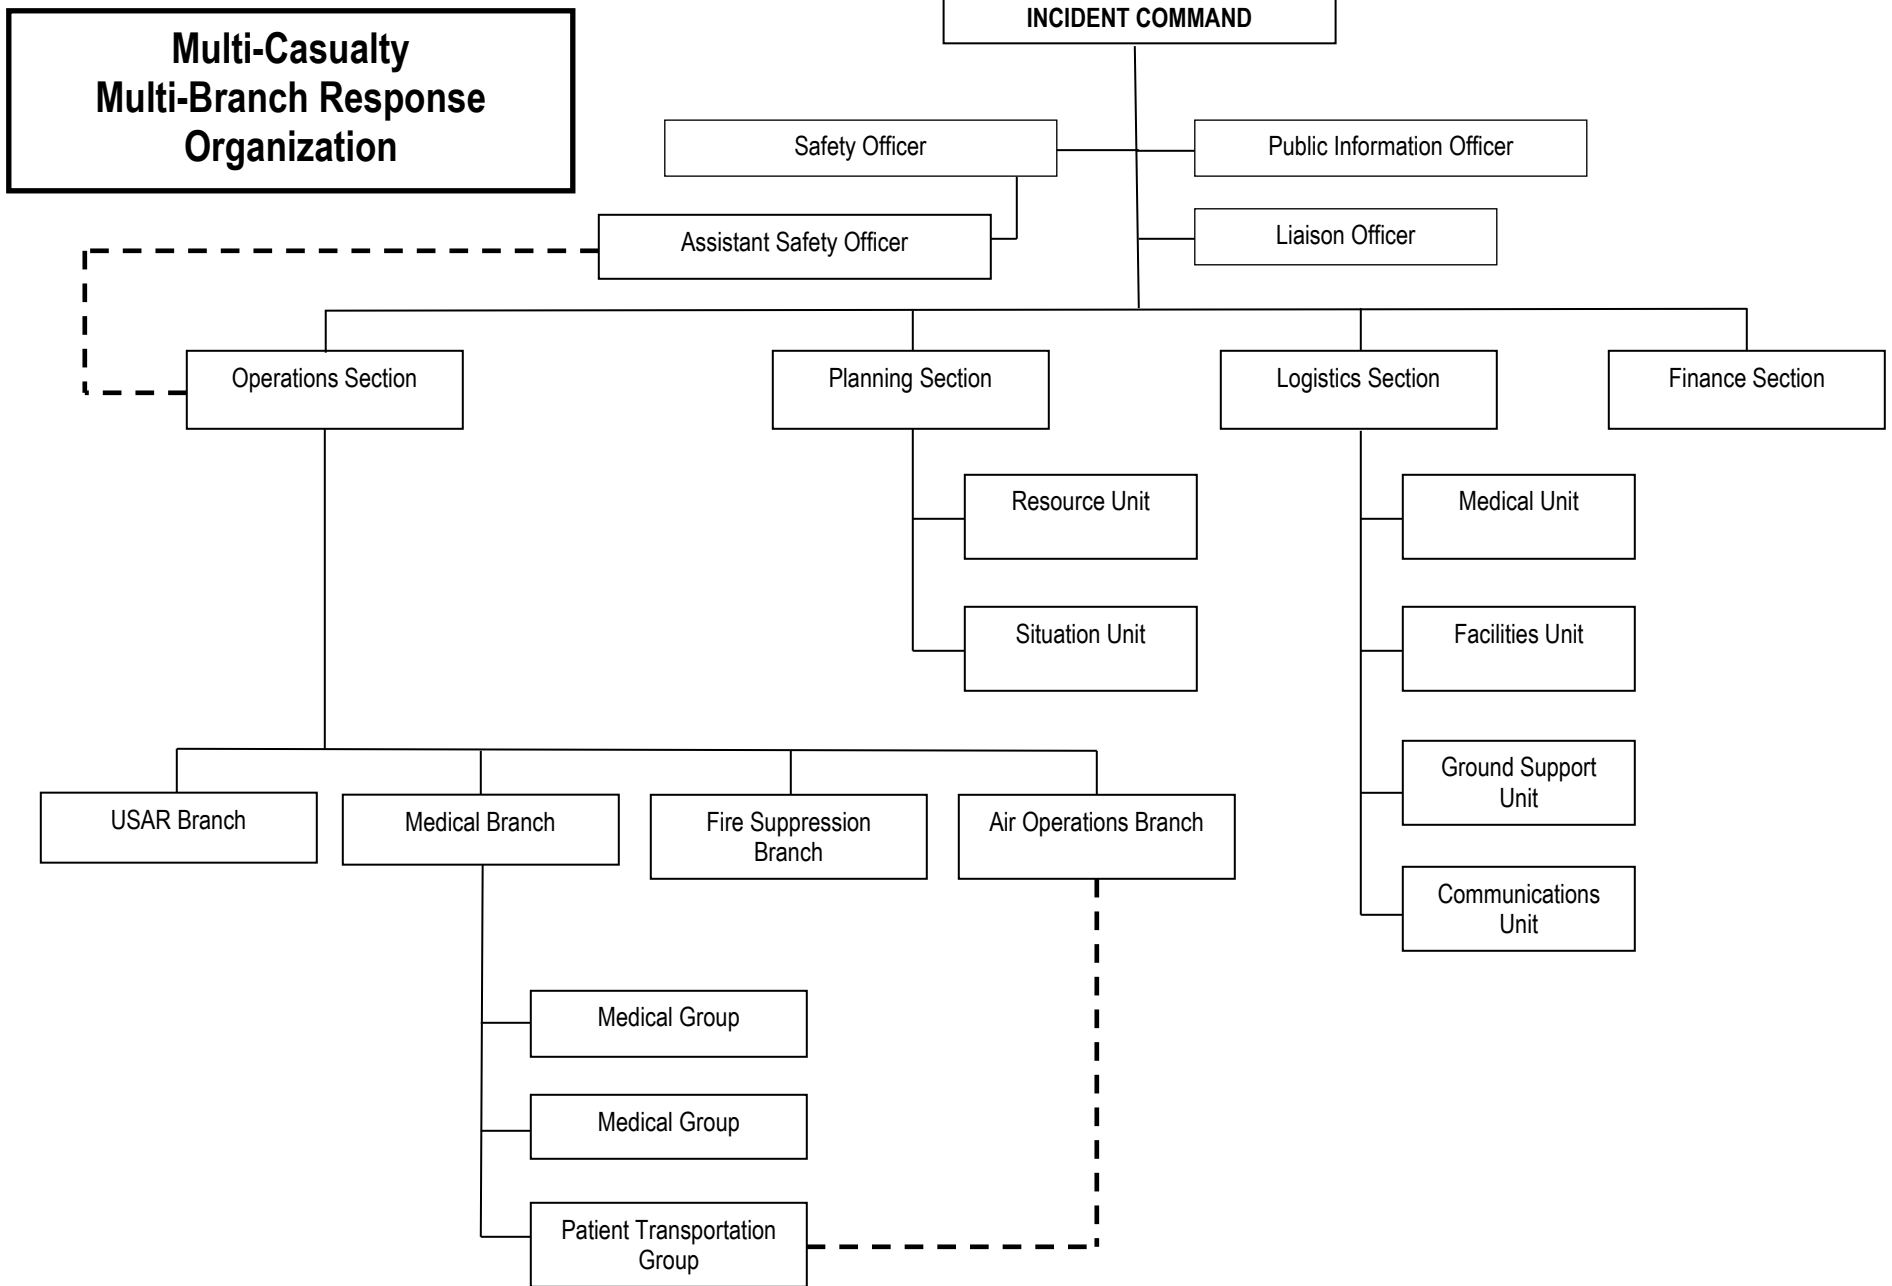 Multi-Casualty
Multi-Branch Response
Organization
INCIDENT COMMAND
Safety Officer
Public Information Officer
Assistant Safety Officer
Liaison Officer
Operations Section
Planning Section
Logistics Section
Finance Section
Resource Unit
Medical Unit
Situation Unit
Facilities Unit
Ground Support
Unit
USAR Branch
Medical Branch
Fire Suppression
Branch
Air Operations Branch
Communications
Unit
Medical Group
Medical Group
Patient Transportation
Group